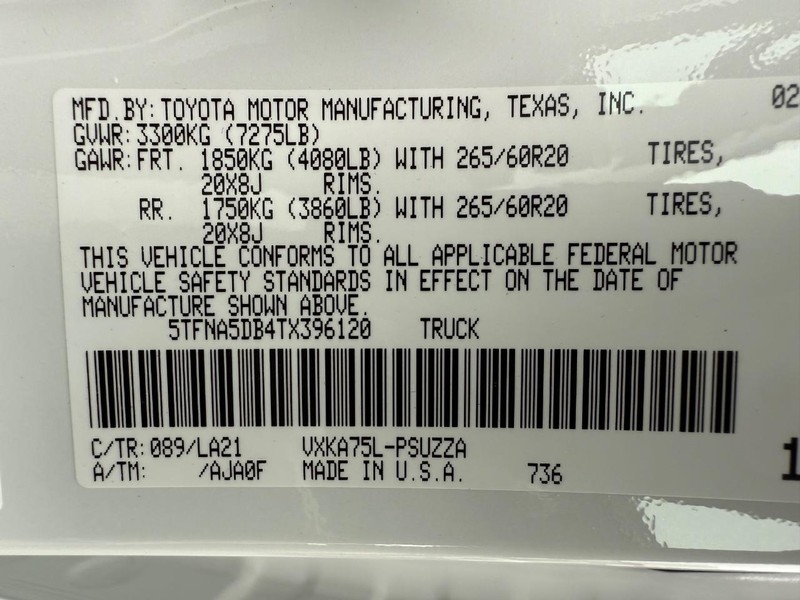 MFD.BY:TOYOTA MOTOR MANUFACTURING, TEXAS, INC. 02
GVWR:3300KG (7275LB)
GAWR:FRT. 1850KG (4080LB) WITH 265/60R20 TIRES,
20X8J RIMS.
RR. 1750KG (3860LB) WITH 265/60R20 TIRES,
20X8J RIMS.
THIS VEHICLE CONFORMS TO ALL APPLICABLE FEDERAL MOTOR
VEHICLE SAFETY STANDARDS IN EFFECT ON THE DATE OF
MANUFACTURE SHOWN ABOVE.
5TFNA5DB4TX396120 TRUCK
C/TR:089/LA21 VXKA75L-PSUZZA
A/TM: /AJA0F MADE IN U.S.A. 736
1